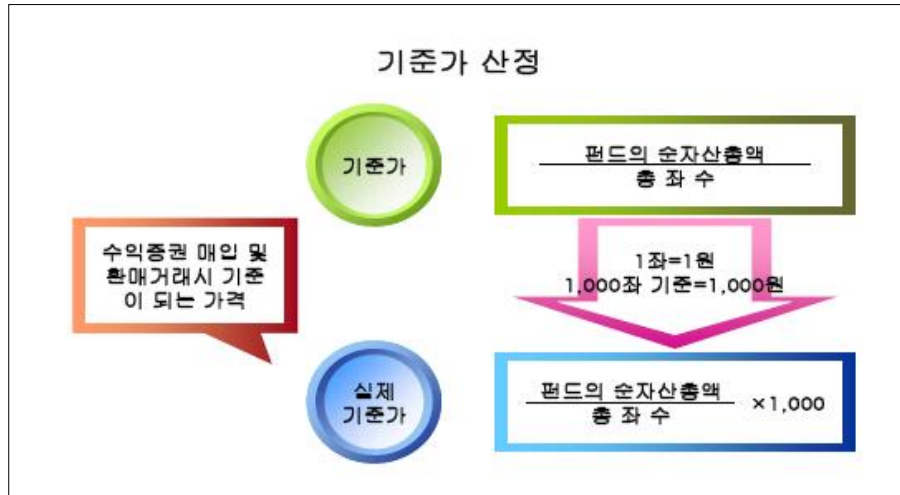 기준가 산정
기준가
펀드의 순자산총액
총 좌 수
수익증권 매입 및
환매거래시 기준
이 되는 가격
1좌=1원
1,000좌 기준=1,000원
실제
기준가
펀드의 순자산총액
총 좌 수
×1,000